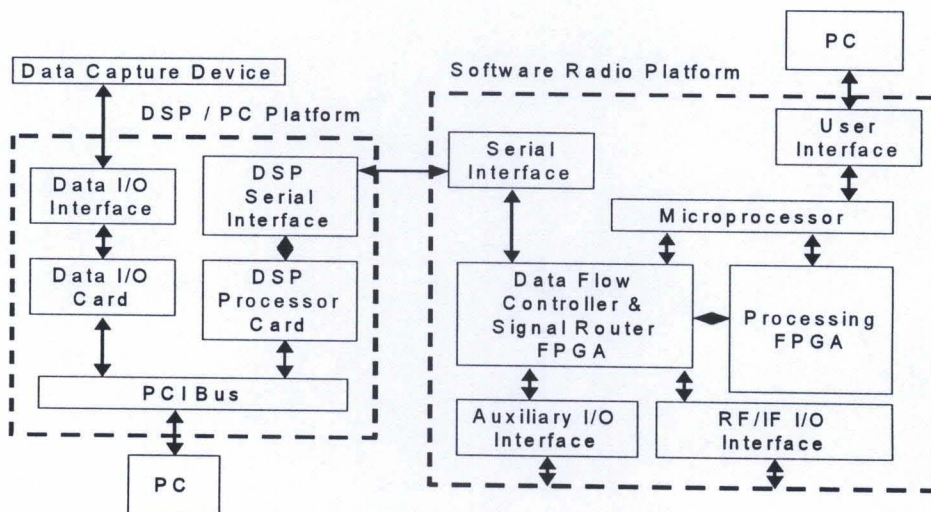 PC
Data Capture Device
Software Radio Platform
DSP / PC Platform
User
Interface
Serial
Interface
Data I/O
Interface
DSP
Serial
Interface
Microprocessor
Data I/O
Card
DSP
Processor
Card
Data Flow
Controller &
Signal Router
FPGA
Processing
FPGA
PCI Bus
Auxiliary I/O
Interface
RF/IF I/O
Interface
PC